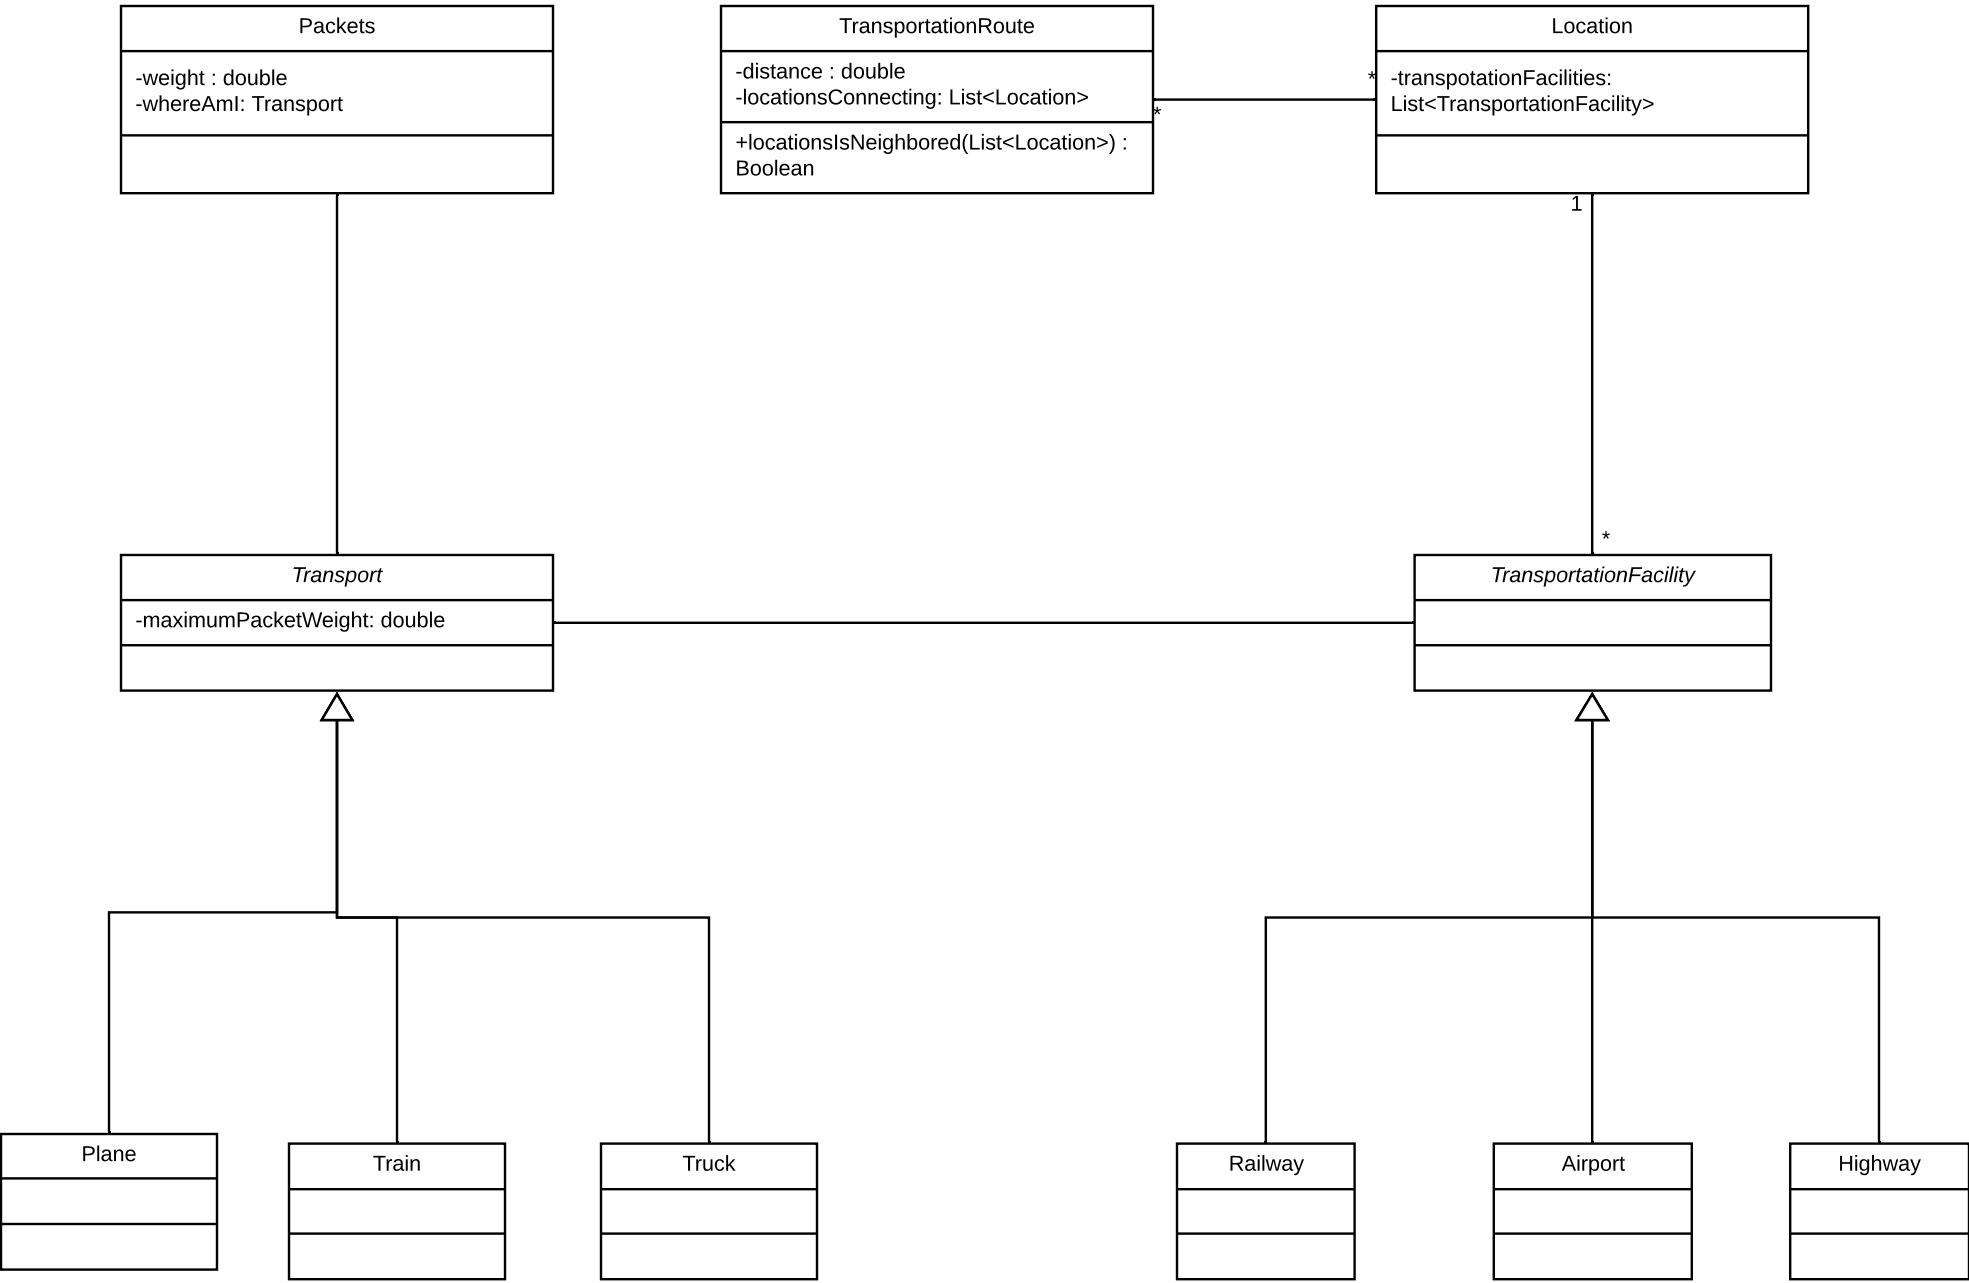 Packets
-weight : double
-whereAmI: Transport
TransportationRoute
-distance : double
-locationsConnecting: List<Location>
+locationsIsNeighbored(List<Location>) :
Boolean
*
*
Location
-transpotationFacilities:
List<TransportationFacility>
1
*
Transport
-maximumPacketWeight: double
TransportationFacility
Plane
Train
Truck
Railway
Airport
Highway